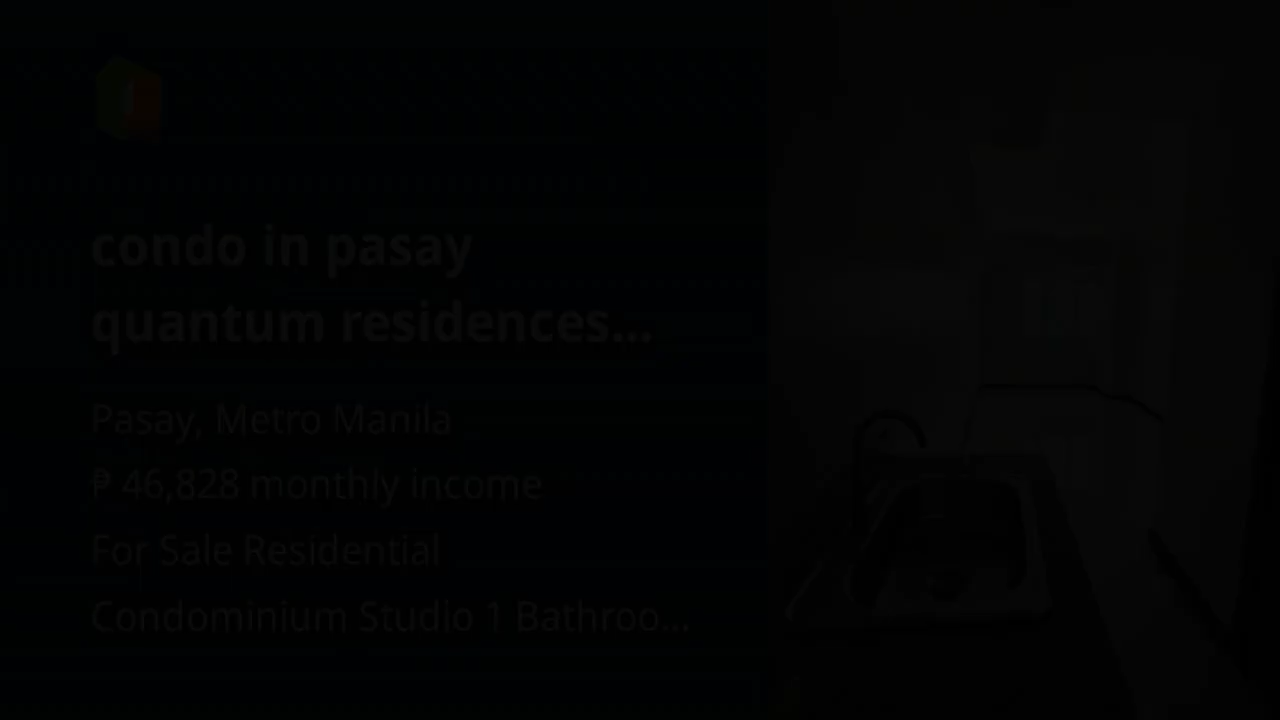 condo in pasay
quantum residences...
Pasay, Metro Manila
₱ 46,828 monthly income
For Sale Residential
Condominium Studio 1 Bathroo...